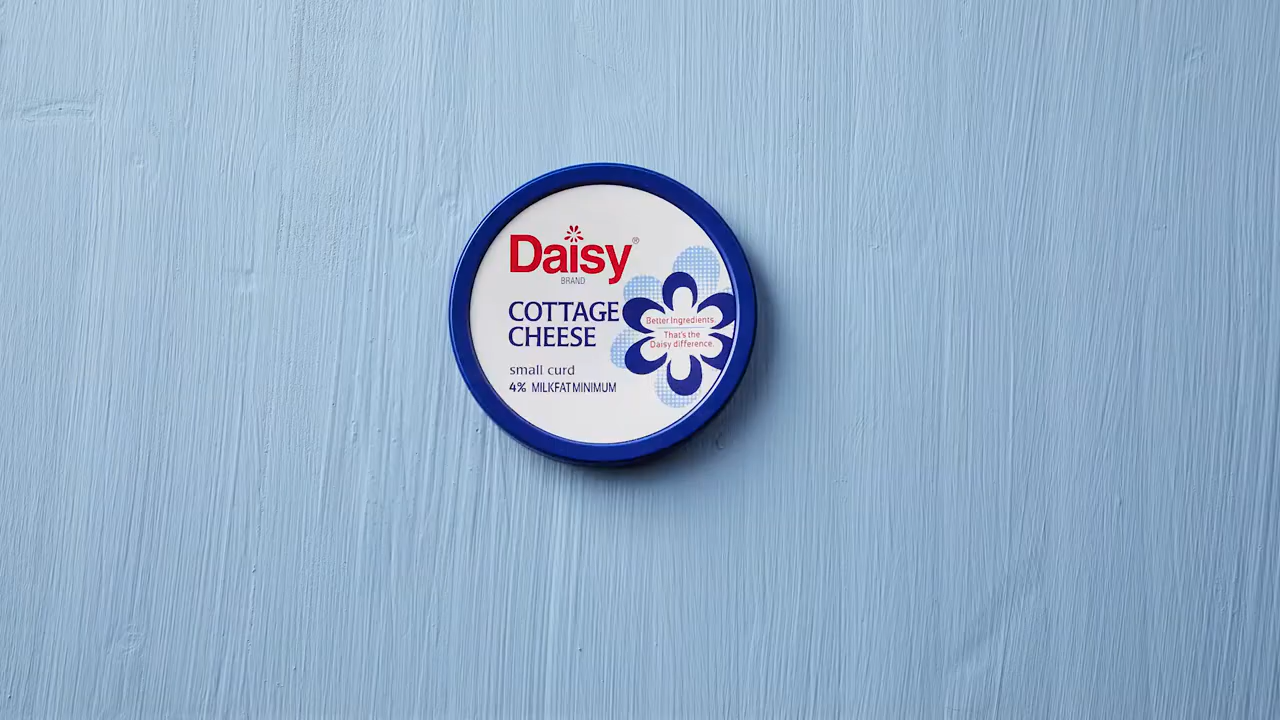 Daisy®
BRAND
COTTAGE
CHEESE
small curd
4% MILKFAT MINIMUM
Better Ingredients.
That's the
Daisy difference.